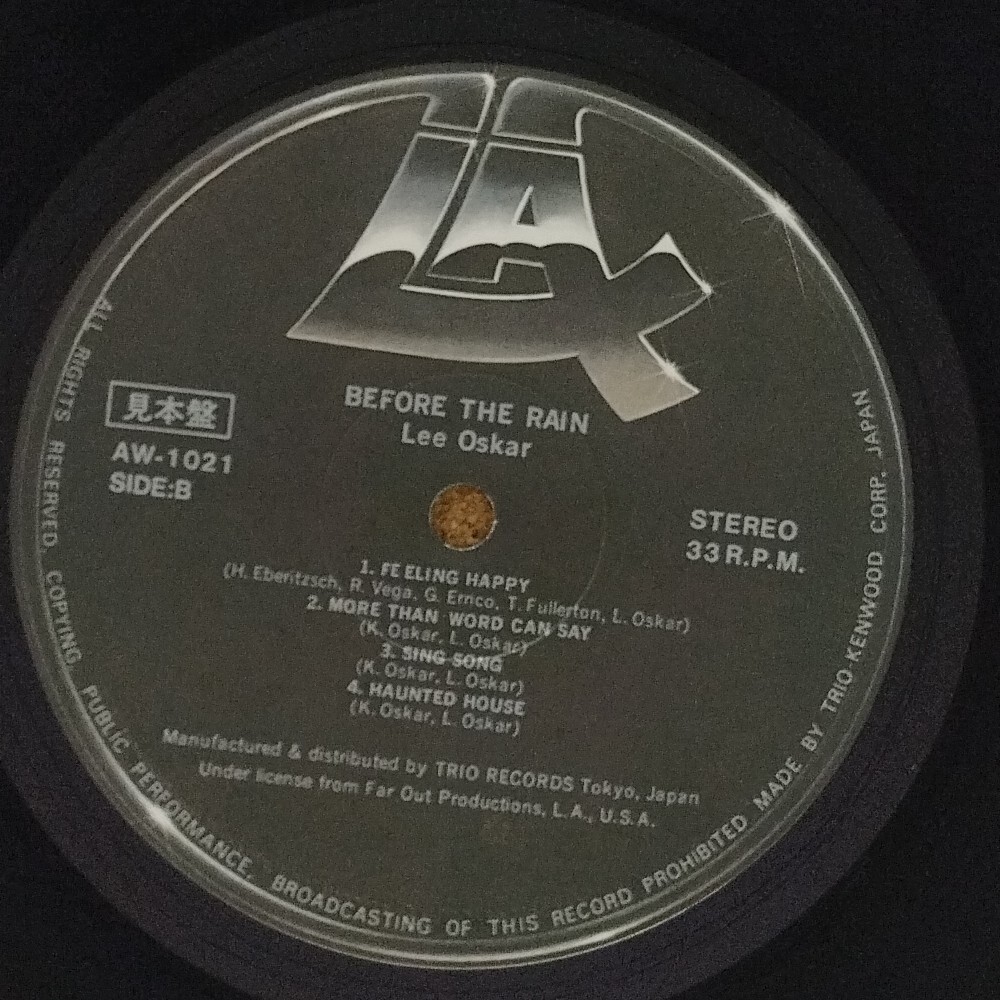 LAX
BEFORE THE RAIN
Lee Oskar
見本盤
AW-1021
SIDE:B
STEREO
33 R.P.M.
1. FEELING HAPPY
(H. Eberitzsch, R. Vega, G. Errico, T. Fullerton, L. Oskar)
2. MORE THAN WORD CAN SAY
(K. Oskar, L. Oskar)
3. SING SONG
(K. Oskar, L. Oskar)
4. HAUNTED HOUSE
(K. Oskar, L. Oskar)
Manufactured & distributed by TRIO RECORDS Tokyo, Japan
Under license from Far Out Productions, L.A., U.S.A.
ALL RIGHTS RESERVED. COPYING, PUBLIC PERFORMANCE, BROADCASTING OF THIS RECORD PROHIBITED MADE BY TRIO-KENWOOD CORP. JAPAN